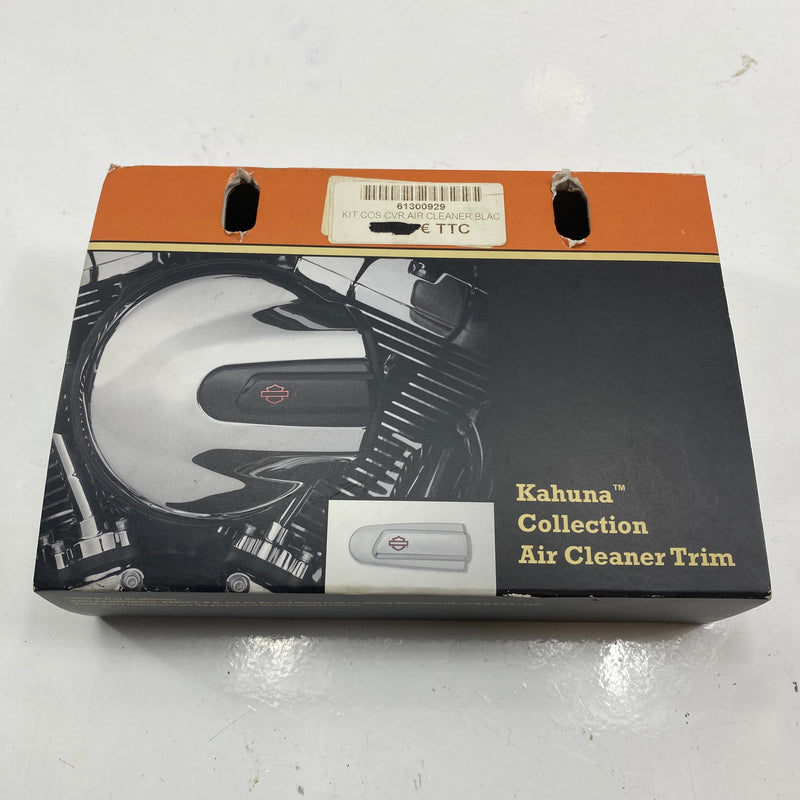 61300929
KIT,COS CVR,AIR CLEANER,BLAC
€ TTC
Kahuna™
Collection
Air Cleaner Trim